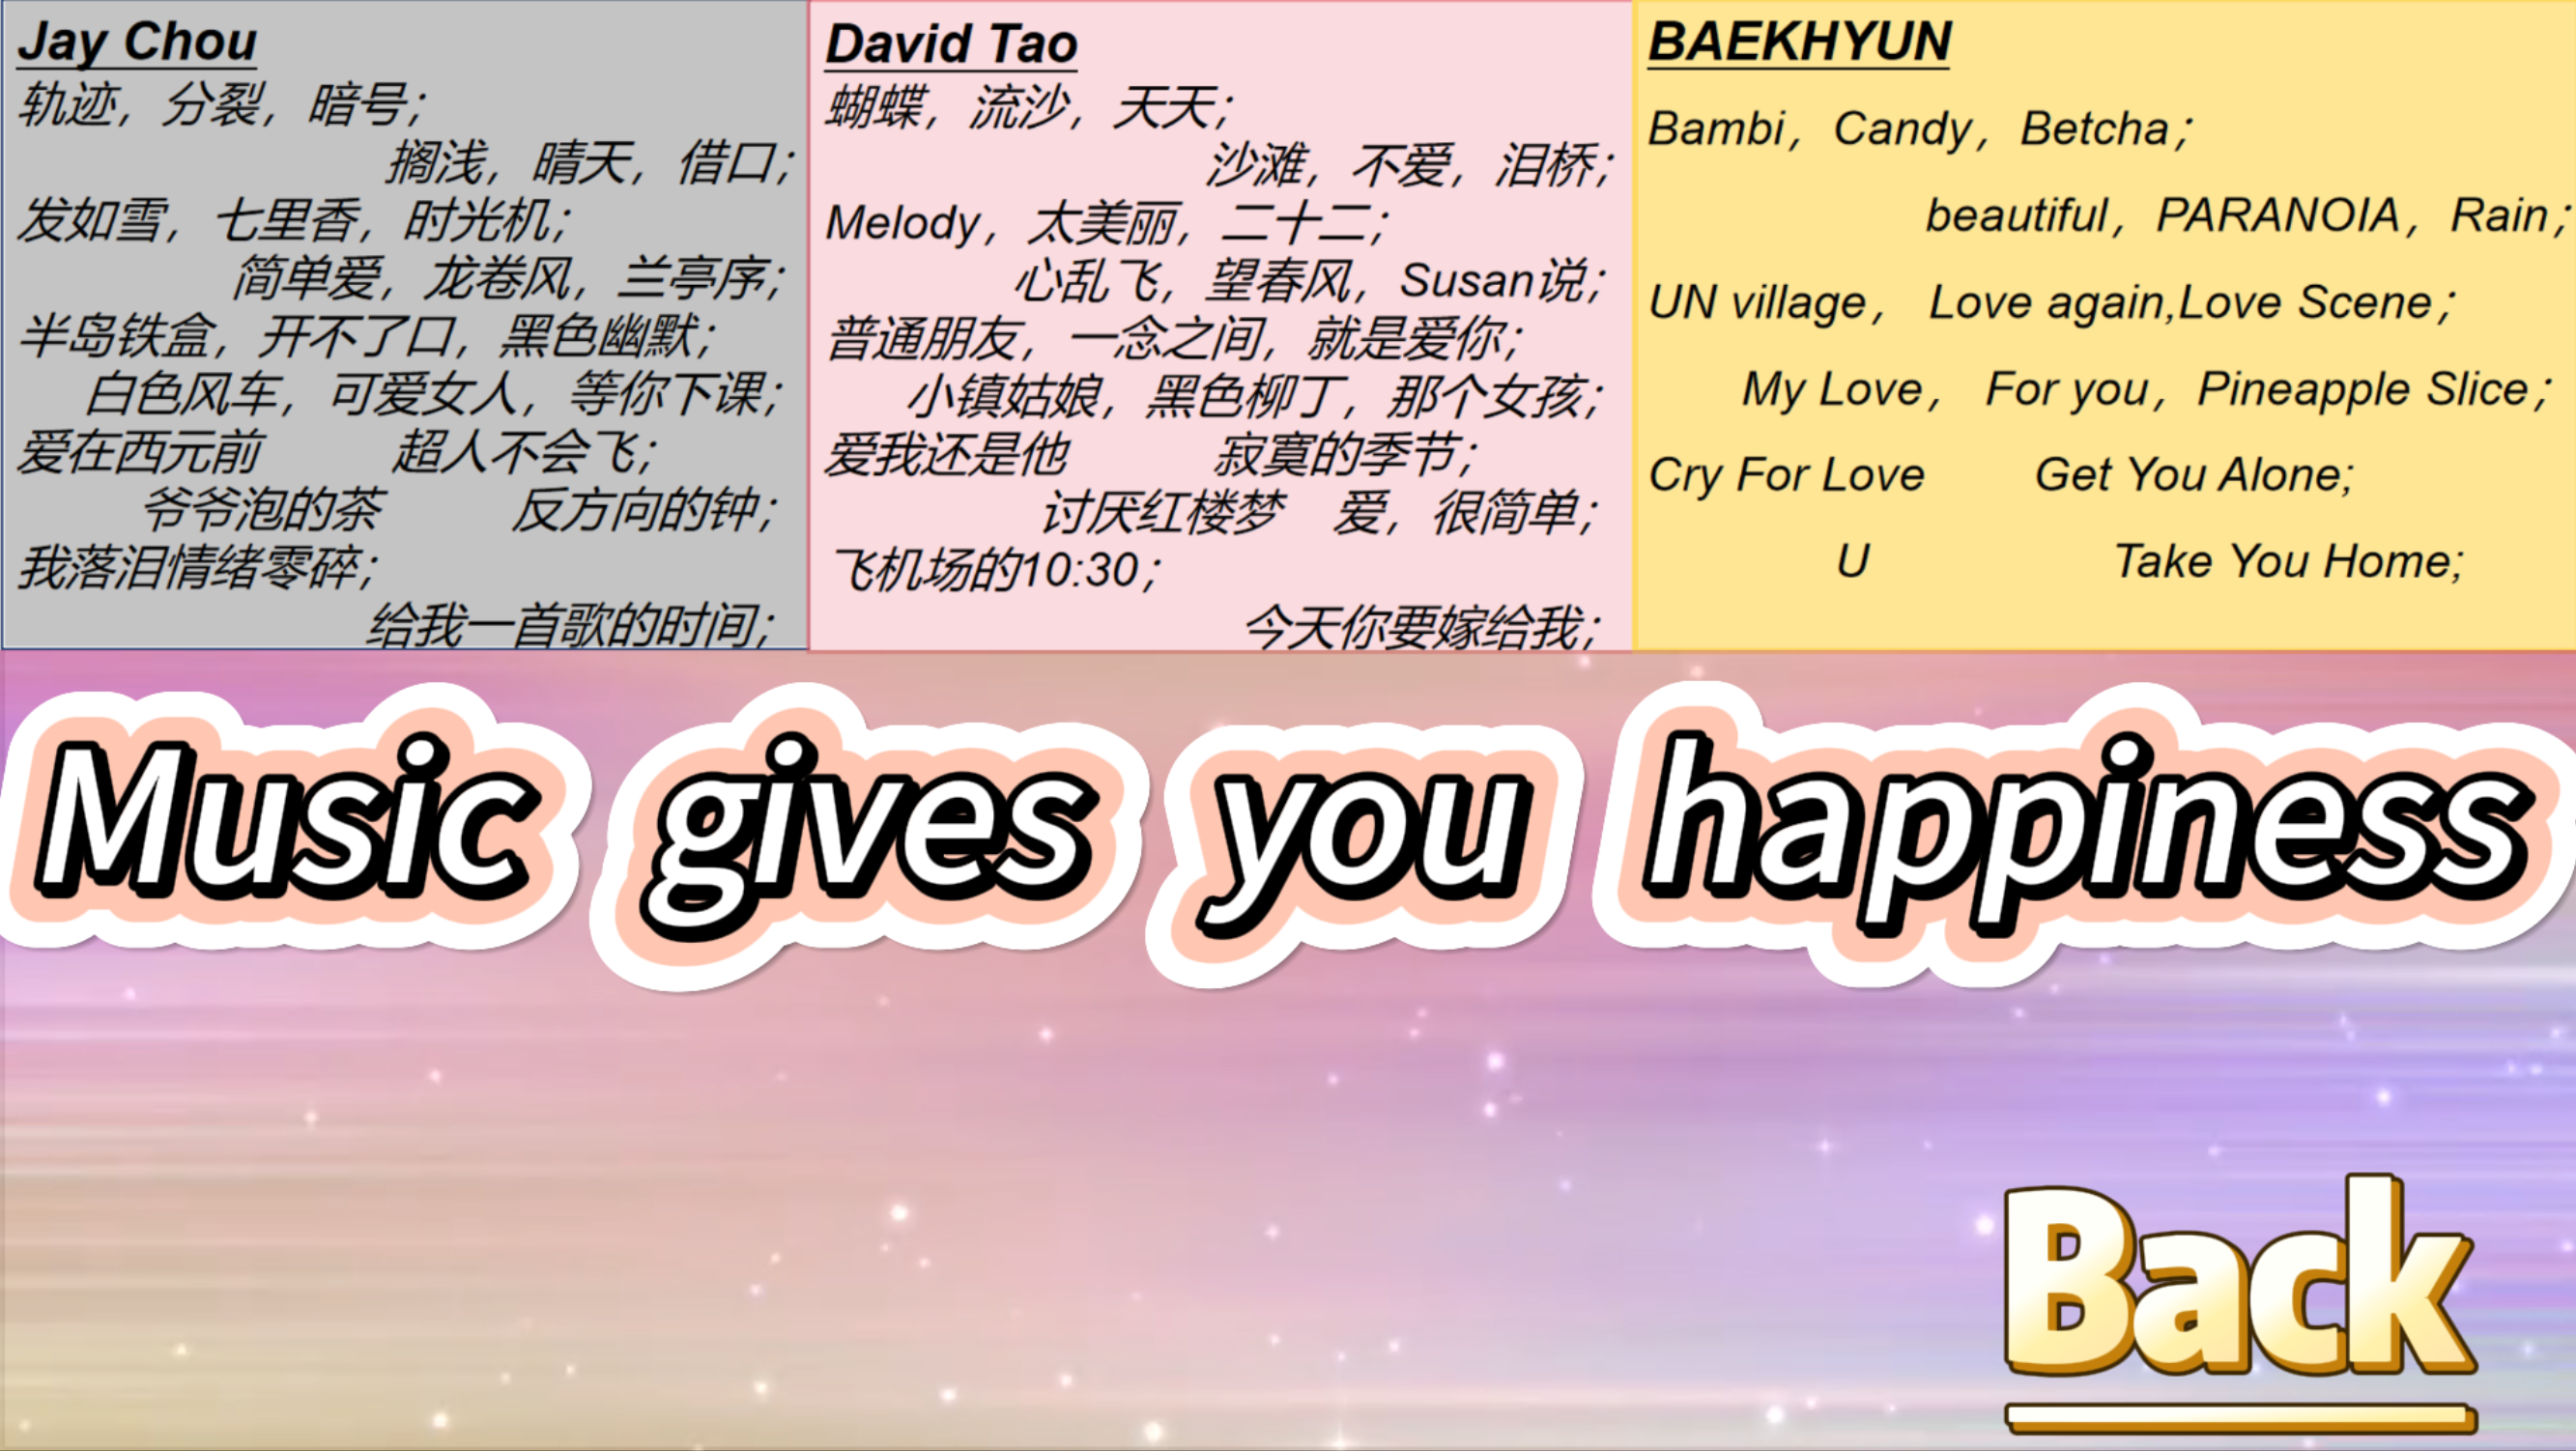 Jay Chou
轨迹，分裂，暗号；
搁浅，晴天，借口；
发如雪，七里香，时光机；
简单爱，龙卷风，兰亭序；
半岛铁盒，开不了口，黑色幽默；
白色风车，可爱女人，等你下课；
爱在西元前 超人不会飞；
爷爷泡的茶 反方向的钟；
我落泪情绪零碎；
给我一首歌的时间；
David Tao
蝴蝶，流沙，天天；
沙滩，不爱，泪桥；
Melody，太美丽，二十二；
心乱飞，望春风，Susan说；
普通朋友，一念之间，就是爱你；
小镇姑娘，黑色柳丁，那个女孩；
爱我还是他 寂寞的季节；
讨厌红楼梦 爱，很简单；
飞机场的10:30；
今天你要嫁给我；
BAEKHYUN
Bambi，Candy，Betcha；
beautiful，PARANOIA，Rain；
UN village， Love again,Love Scene；
My Love， For you，Pineapple Slice；
Cry For Love Get You Alone;
U Take You Home;
Music gives you happiness
Back